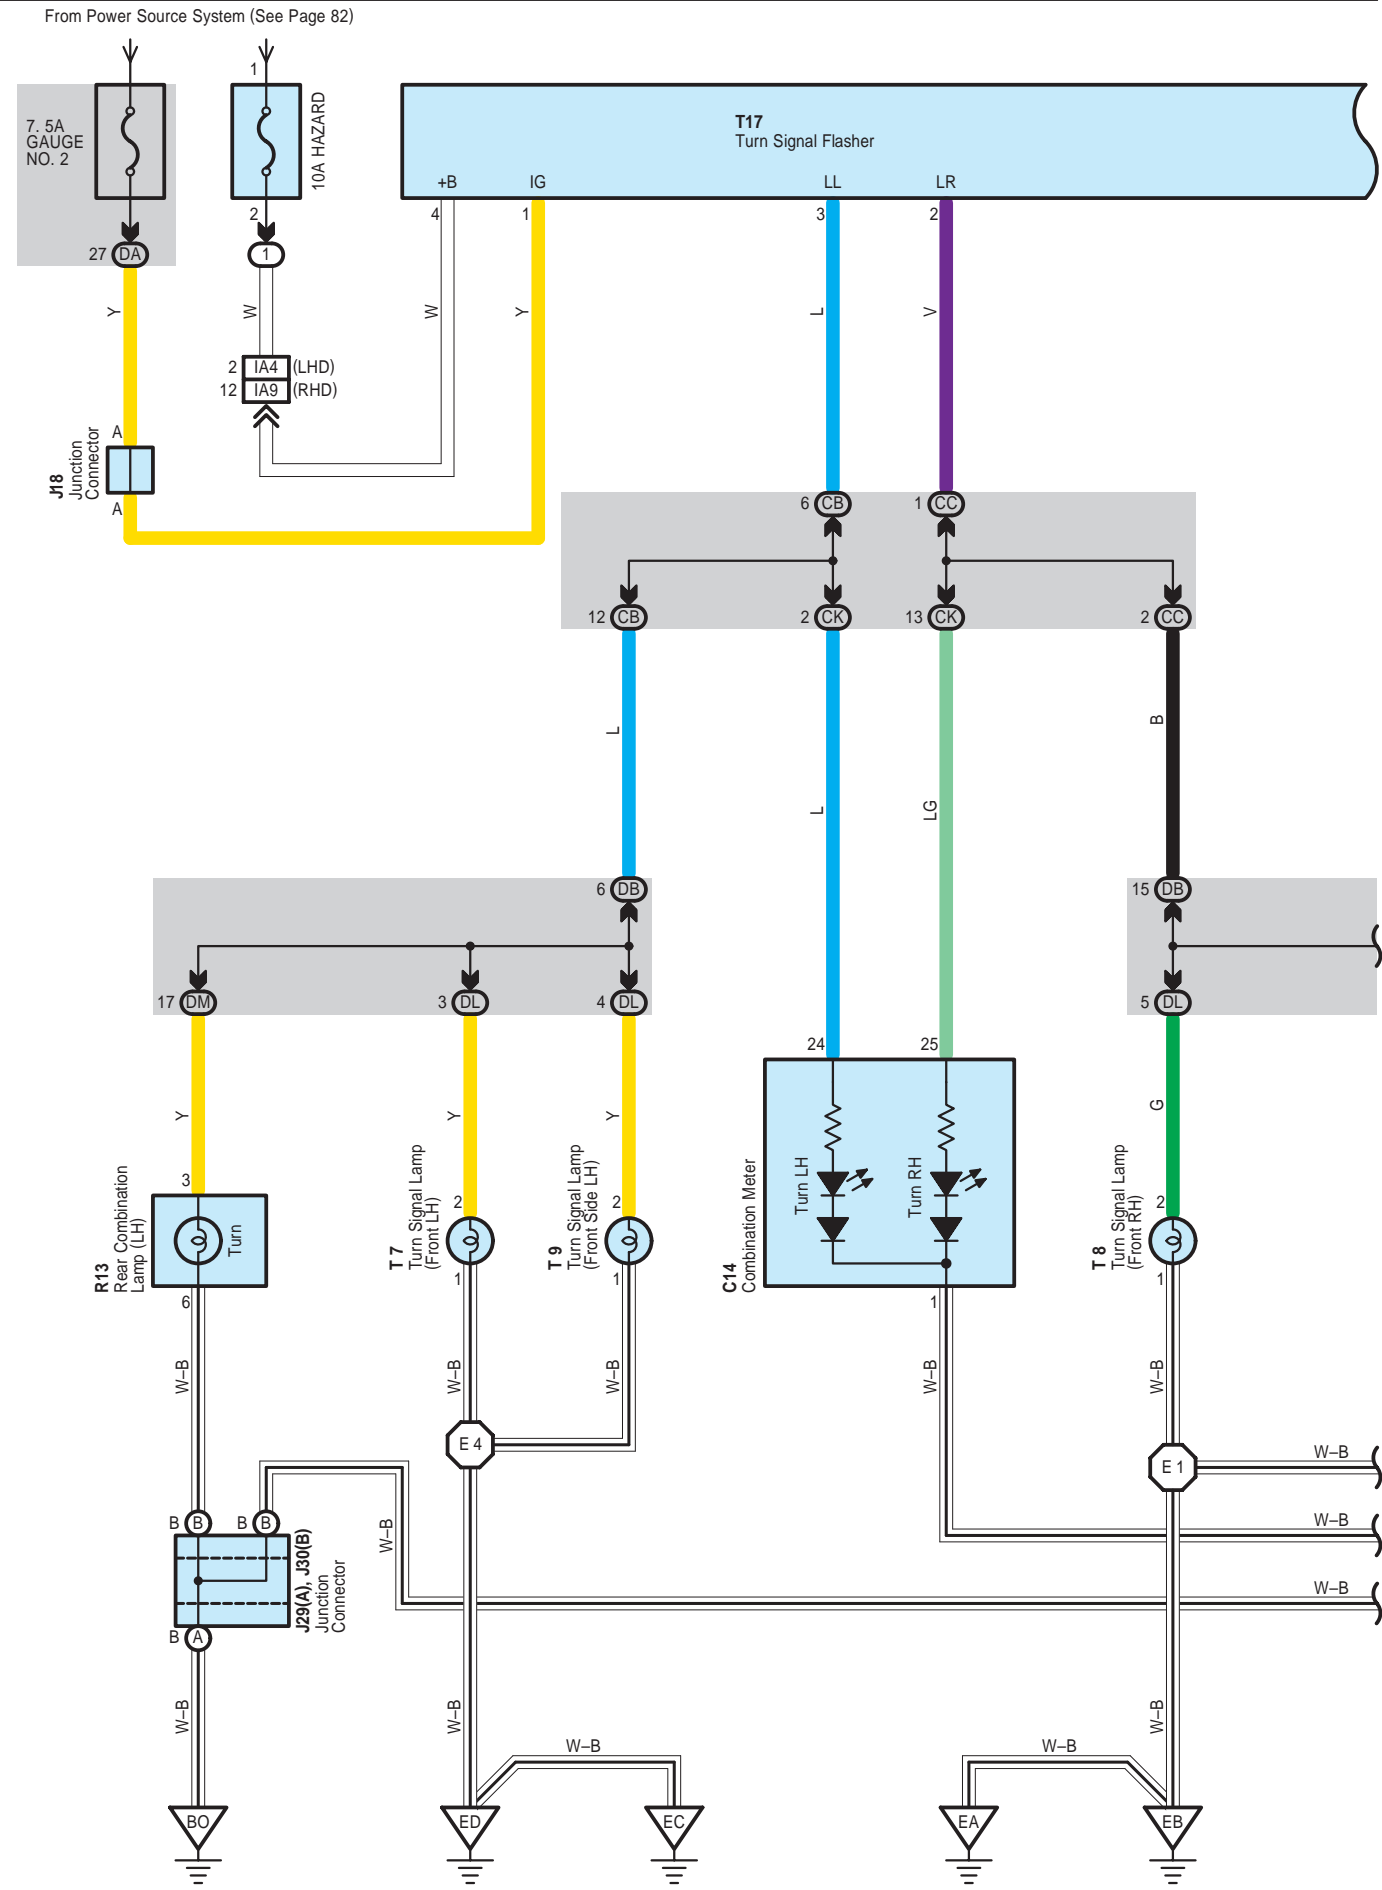 From Power Source System (See Page 82)
1
7. 5A
GAUGE
NO. 2
10A HAZARD
T17
Turn Signal Flasher
+B
IG
LL
LR
2
4
1
3
2
27
DA
1
Y
W
W
Y
L
V
2
IA4
(LHD)
12
IA9
(RHD)
A
J18
Junction
Connector
A
6
CB
1
CC
12
CB
2
CK
13
CK
2
CC
L
L
LG
B
6
DB
15
DB
17
DM
3
DL
4
DL
5
DL
24
25
Y
Y
Y
G
3
2
2
2
R13
Rear Combination
Lamp (LH)
Turn
T 7
Turn Signal Lamp
(Front LH)
T 9
Turn Signal Lamp
(Front Side LH)
C14
Combination Meter
Turn LH
Turn RH
T 8
Turn Signal Lamp
(Front RH)
6
1
1
1
1
W–B
W–B
W–B
W–B
W–B
E 4
E 1
W–B
B
B
B
B
W–B
W–B
J29(A), J30(B)
Junction
Connector
W–B
B
A
W–B
W–B
W–B
W–B
W–B
BO
ED
EC
EA
EB